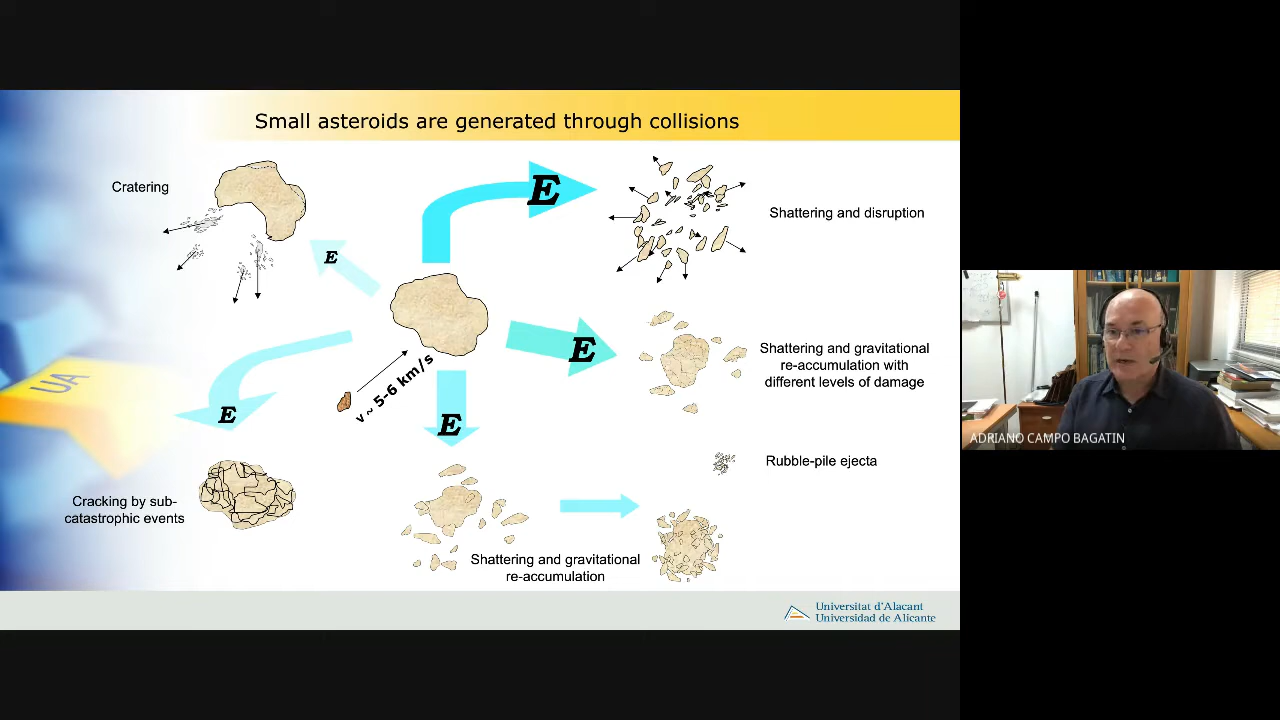 Small asteroids are generated through collisions
Cratering
E
E
Shattering and disruption
v ~ 5-6 km/s
E
Shattering and gravitational
re-accumulation with
different levels of damage
E
E
UA
Cracking by sub-
catastrophic events
Rubble-pile ejecta
Shattering and gravitational
re-accumulation
Universitat d'Alacant
Universidad de Alicante
ADRIANO CAMPO BAGATIN